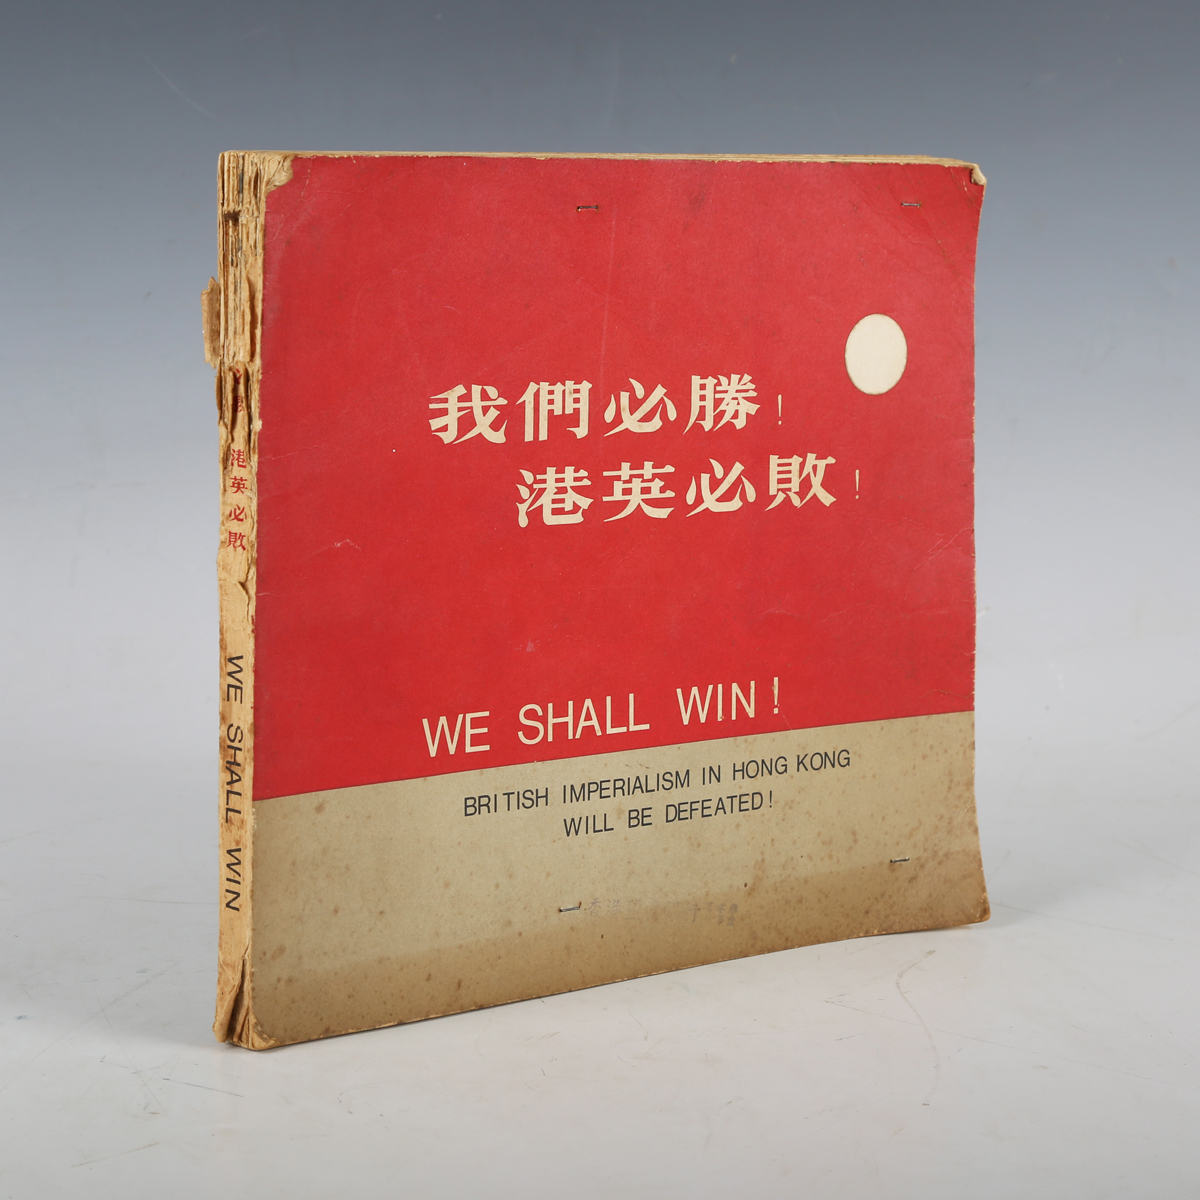 我們必勝！
港英必敗！
WE SHALL WIN!
BRITISH IMPERIALISM IN HONG KONG
WILL BE DEFEATED!
港英必敗
WE SHALL WIN